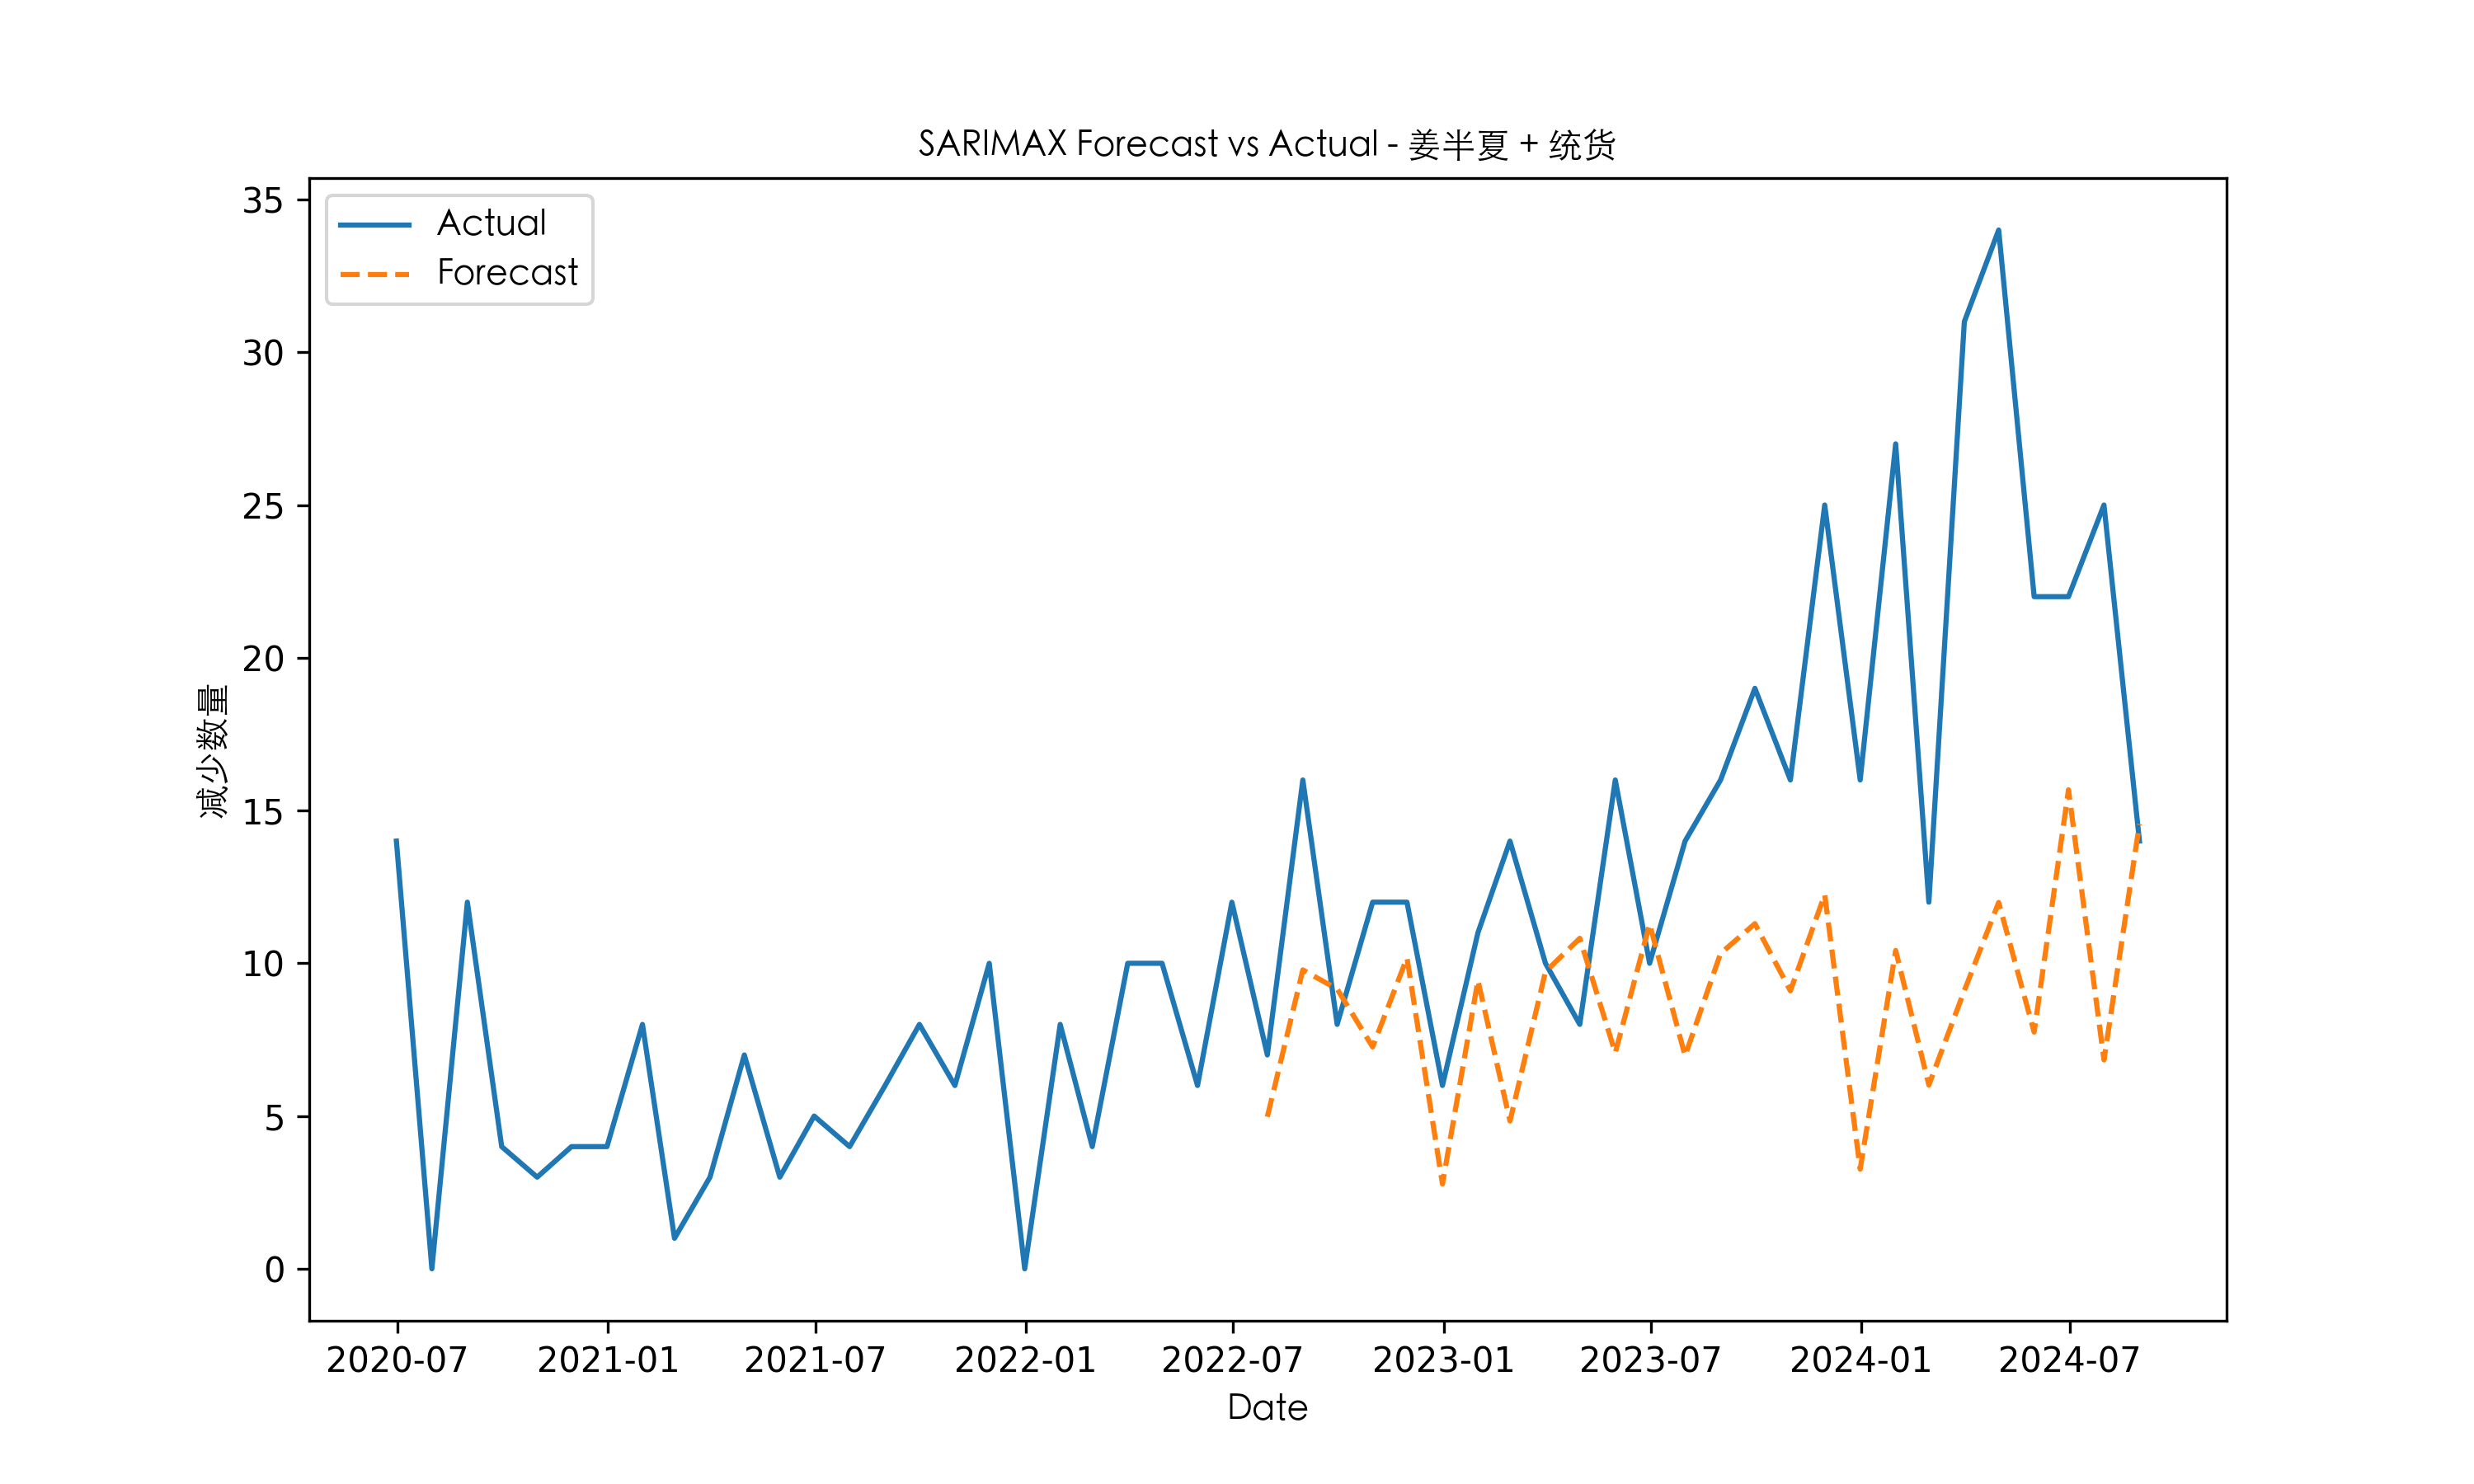 SARIMAX Forecast vs Actual - 姜半夏 + 统货
Actual
Forecast
35
30
25
20
15
10
5
0
减少数量
2020-07 2021-01 2021-07 2022-01 2022-07 2023-01 2023-07 2024-01 2024-07
Date